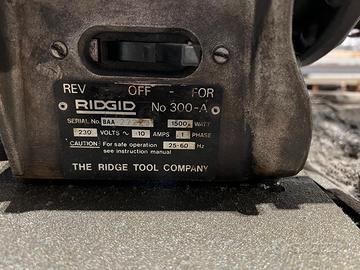 REV OFF FOR
RIDGID No 300-A
SERIAL No. BAA 1500 WATT
230 VOLTS ~ 10 AMPS 1 PHASE
CAUTION For safe operation 25-60 Hz
see instruction manual
THE RIDGE TOOL COMPANY